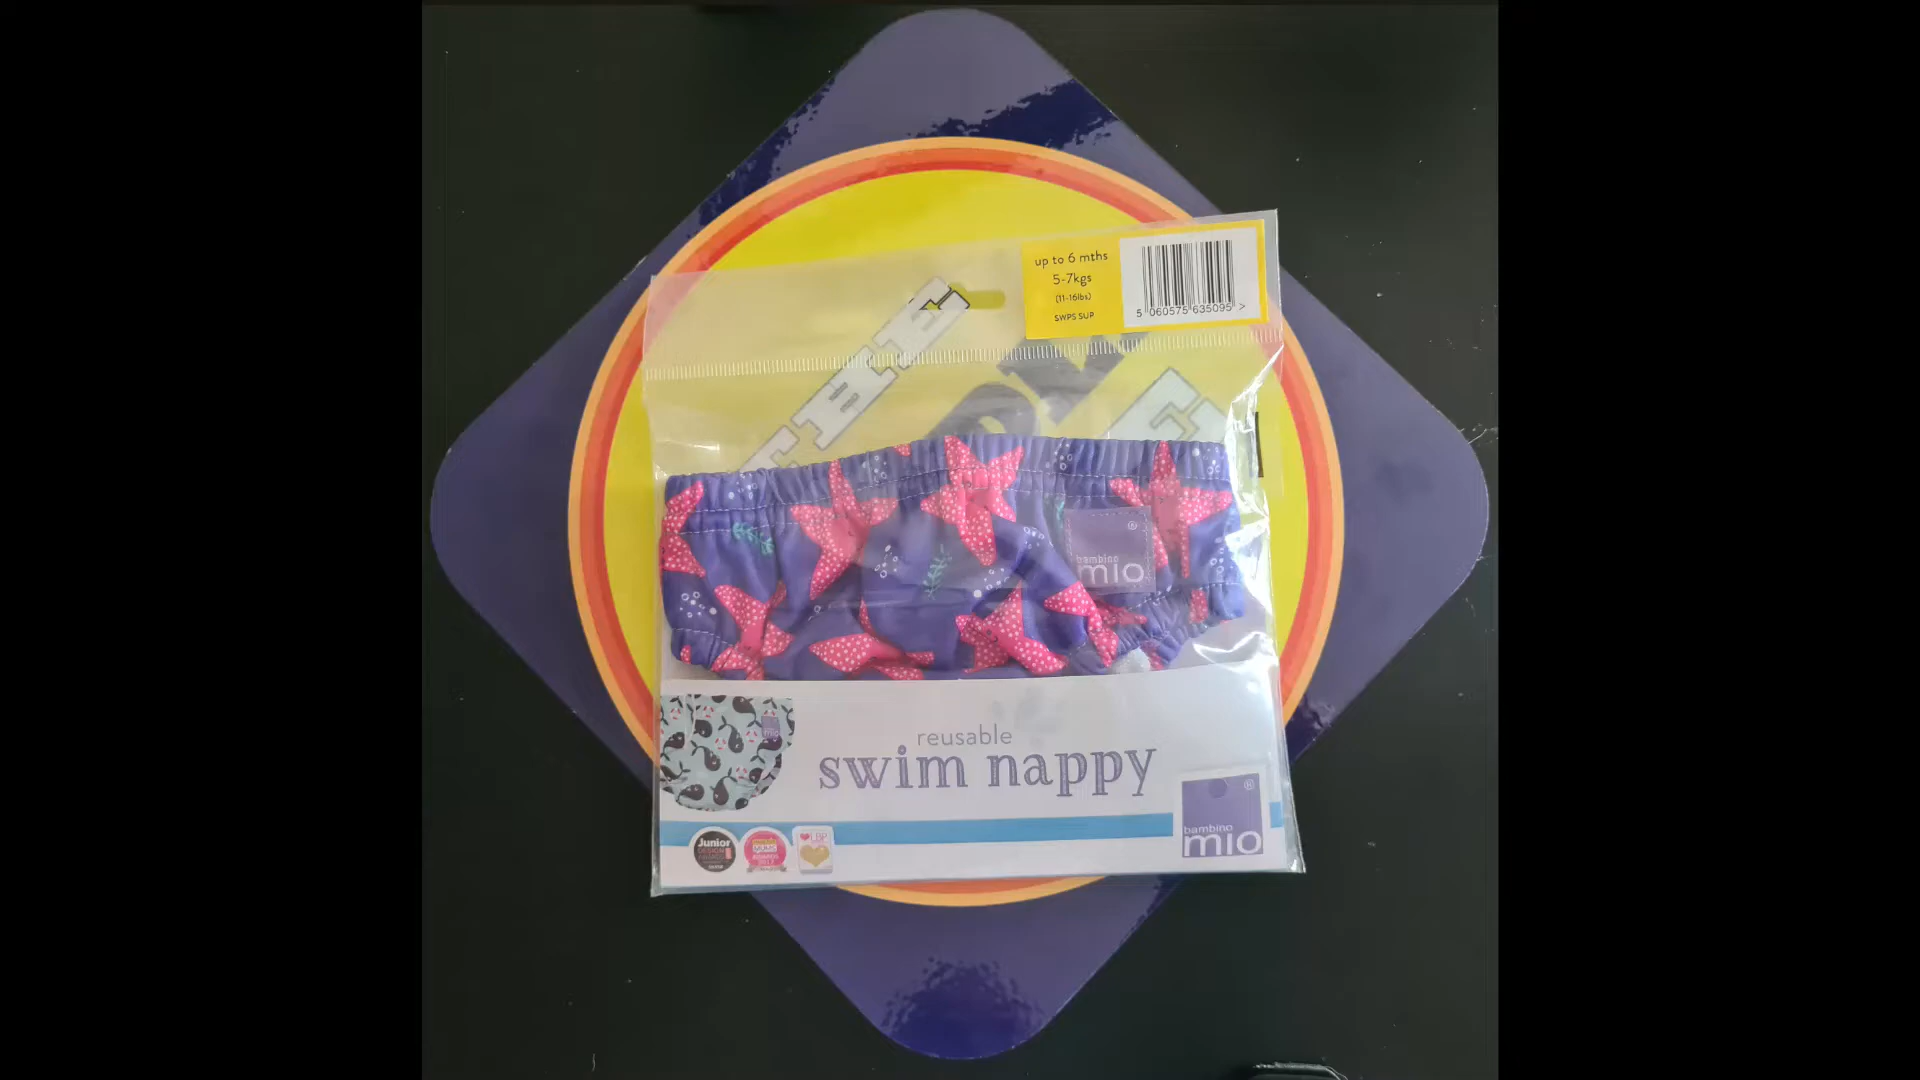 up to 6 mths
5-7kgs
(11-16lbs)
SWPS SUP
5 060575 635095 >
bambino
mio
®
reusable
swim nappy
Junior
LBP
bambino
mio
®